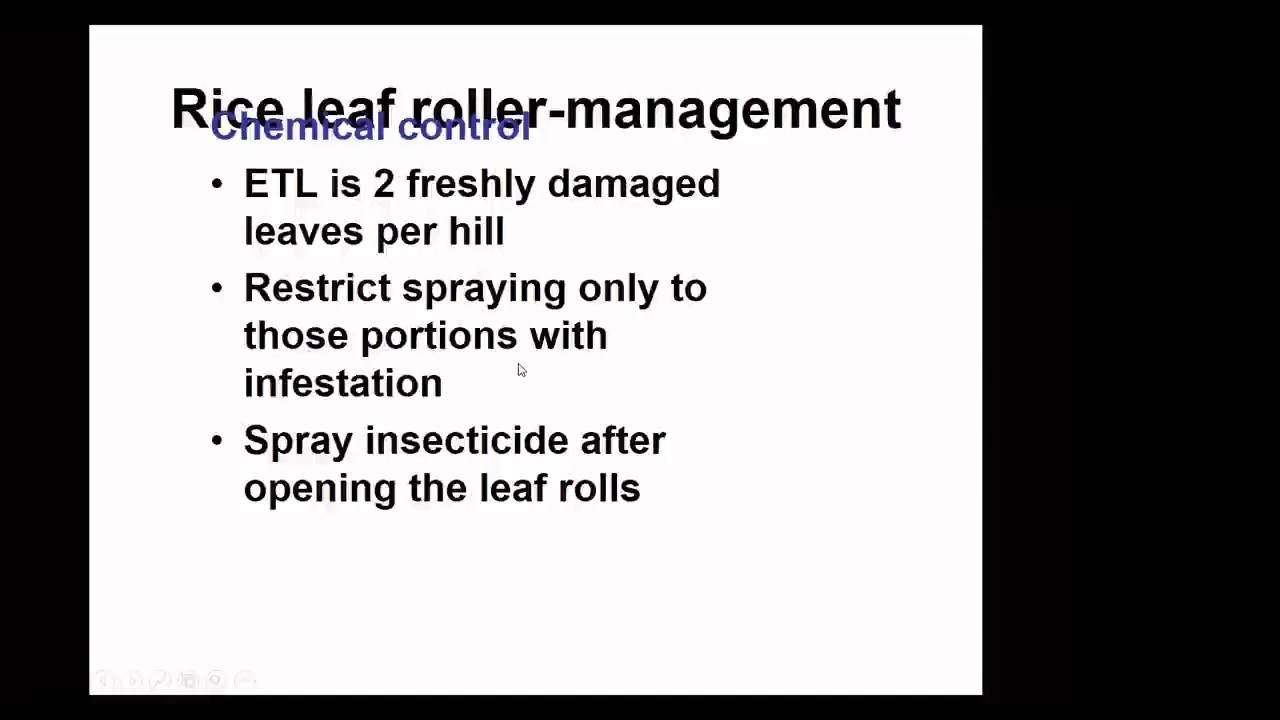 Rice leaf roller-management
Chemical control
• ETL is 2 freshly damaged
leaves per hill
• Restrict spraying only to
those portions with
infestation
• Spray insecticide after
opening the leaf rolls